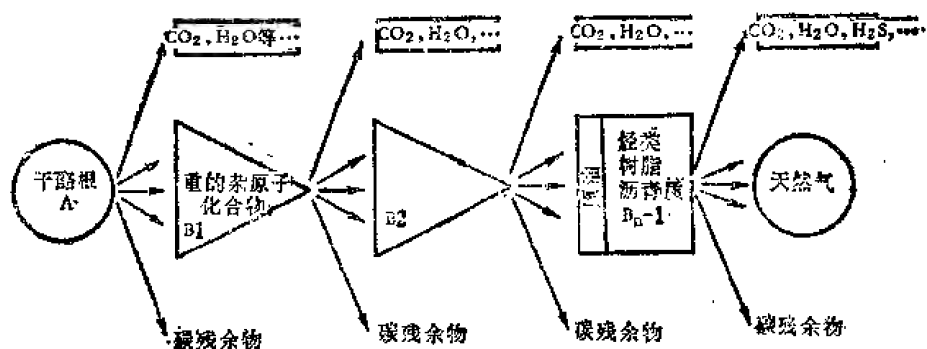 CO2,H2O等…
CO2,H2O,…
CO2,H2O,…
CO2,H2O,H2S,…
干酪根
A
重的杂原子
化合物
B1
B2
原油
烃类
树脂
沥青质
Bn-1
天然气
碳残余物
碳残余物
碳残余物
碳残余物